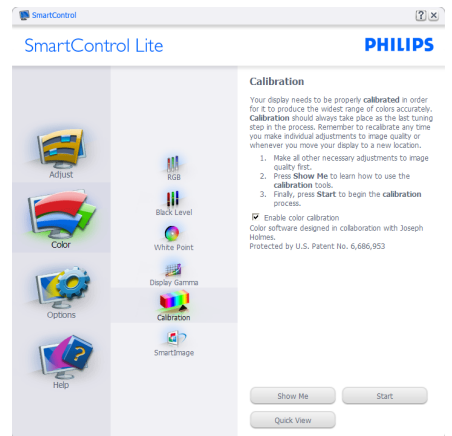 SmartControl
? x
SmartControl Lite
PHILIPS
Adjust
Color
Options
Help
RGB
Black Level
White Point
Display Gamma
Calibration
SmartImage
Calibration
Your display needs to be properly calibrated in order
for it to produce the widest range of colors accurately.
Calibration should always take place as the last tuning
step in the process. Remember to recalibrate any time
you make individual adjustments to image quality or
whenever you move your display to a new location.
1. Make all other necessary adjustments to image
quality first.
2. Press Show Me to learn how to use the
calibration tools.
3. Finally, press Start to begin the calibration
process.
Enable color calibration
Color software designed in collaboration with Joseph
Holmes.
Protected by U.S. Patent No. 6,686,953
Show Me
Start
Quick View